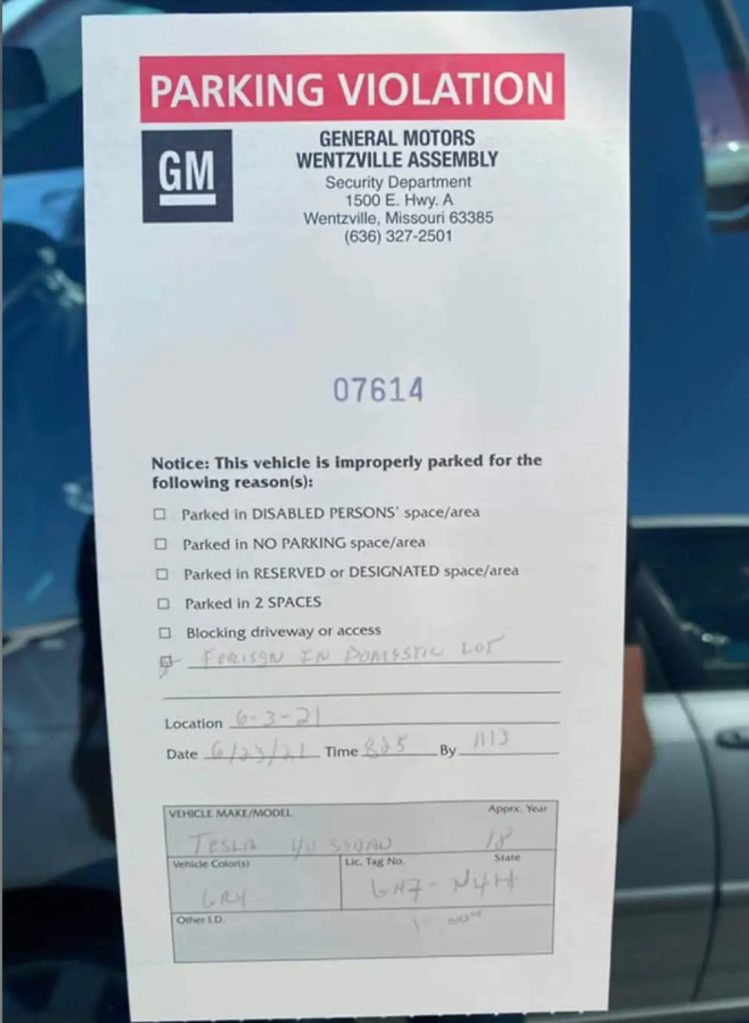 PARKING VIOLATION
GM
GENERAL MOTORS
WENTZVILLE ASSEMBLY
Security Department
1500 E. Hwy. A
Wentzville, Missouri 63385
(636) 327-2501
07614
Notice: This vehicle is improperly parked for the
following reason(s):
Parked in DISABLED PERSONS' space/area
Parked in NO PARKING space/area
Parked in RESERVED or DESIGNATED space/area
Parked in 2 SPACES
Blocking driveway or access
IN DOMESTIC LOT
Location 6-3-21
Date 6/23/21 Time 885 By 1113
VEHICLE MAKE/MODEL Apprx. Year
TESLA 18
Vehicle Color(s) Lic. Tag No. State
GRY GH7-N4H
Other I.D.